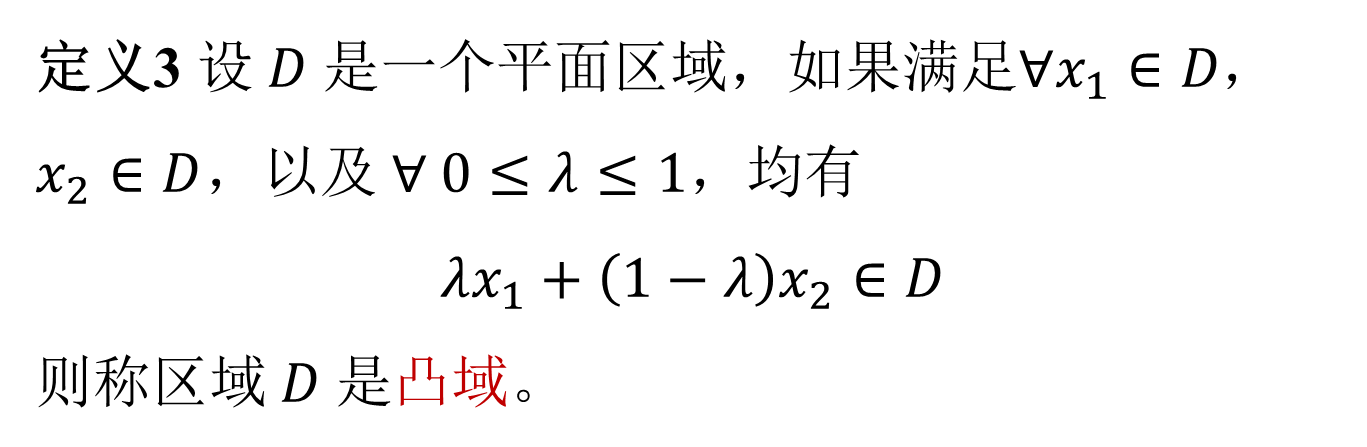 定义3 设 D 是一个平面区域，如果满足∀x₁ ∈ D，
x₂ ∈ D，以及 ∀ 0 ≤ λ ≤ 1，均有
λx₁ + (1 − λ)x₂ ∈ D
则称区域 D 是凸域。